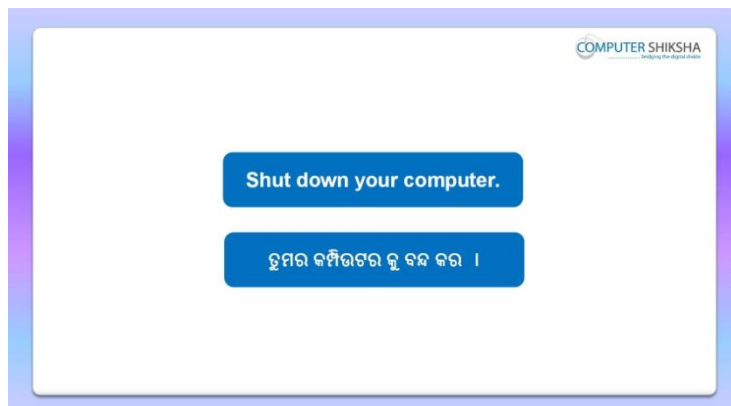 COMPUTER SHIKSHA
bridging the digital divide
Shut down your computer.
ତୁମର କମ୍ପିଉଟର କୁ ବନ୍ଦ କର ।